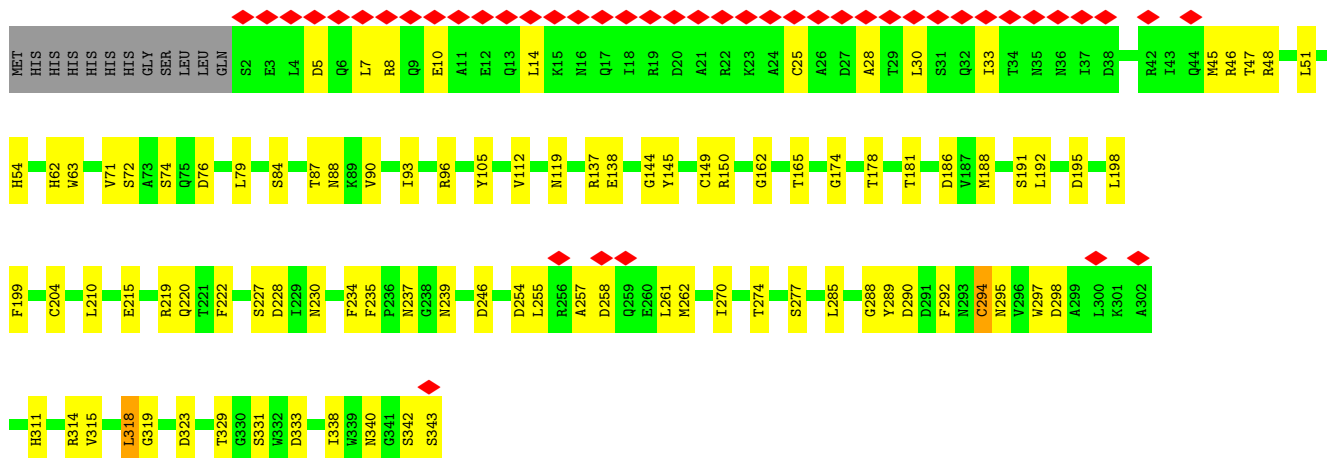 MET HIS HIS HIS HIS HIS HIS GLY SER LEU LEU GLN S2 E3 L4 D5 Q6 L7 R8 Q9 E10 A11 E12 Q13 L14 K15 N16 Q17 I18 R19 D20 A21 R22 K23 A24 C25 A26 D27 A28 T29 L30 S31 Q32 I33 T34 N35 N36 I37 D38 R42 I43 Q44 M45 R46 T47 R48 L51
H54 H62 W63 V71 S72 A73 S74 Q75 D76 L79 S84 T87 N88 K89 V90 I93 R96 Y105 V112 N119 R137 E138 G144 Y145 C149 R150 G162 T165 G174 T178 T181 D186 V187 M188 S191 L192 D195 L198
F199 C204 L210 E215 R219 Q220 T221 F222 S227 D228 I229 N230 F234 F235 P236 N237 G238 N239 D246 D254 L255 R256 A257 D258 Q259 E260 L261 M262 I270 T274 S277 L285 G288 Y289 D290 D291 F292 N293 C294 N295 V296 W297 D298 A299 L300 K301 A302
H311 R314 V315 L318 G319 D323 T329 G330 S331 W332 D333 I338 W339 N340 G341 S342 S343